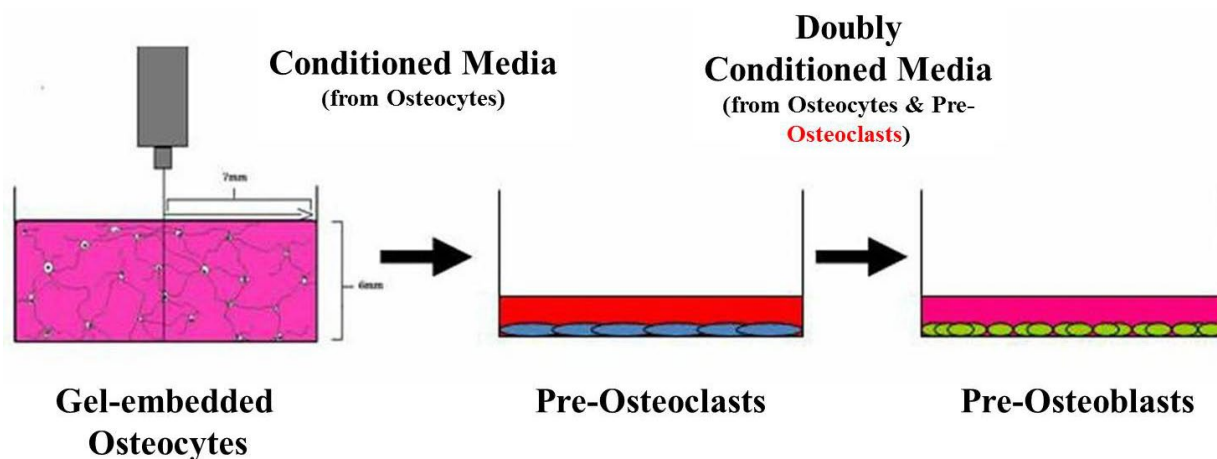 Conditioned Media
(from Osteocytes)
Doubly
Conditioned Media
(from Osteocytes & Pre-
Osteoclasts)
7mm
6mm
Gel-embedded
Osteocytes
Pre-Osteoclasts
Pre-Osteoblasts